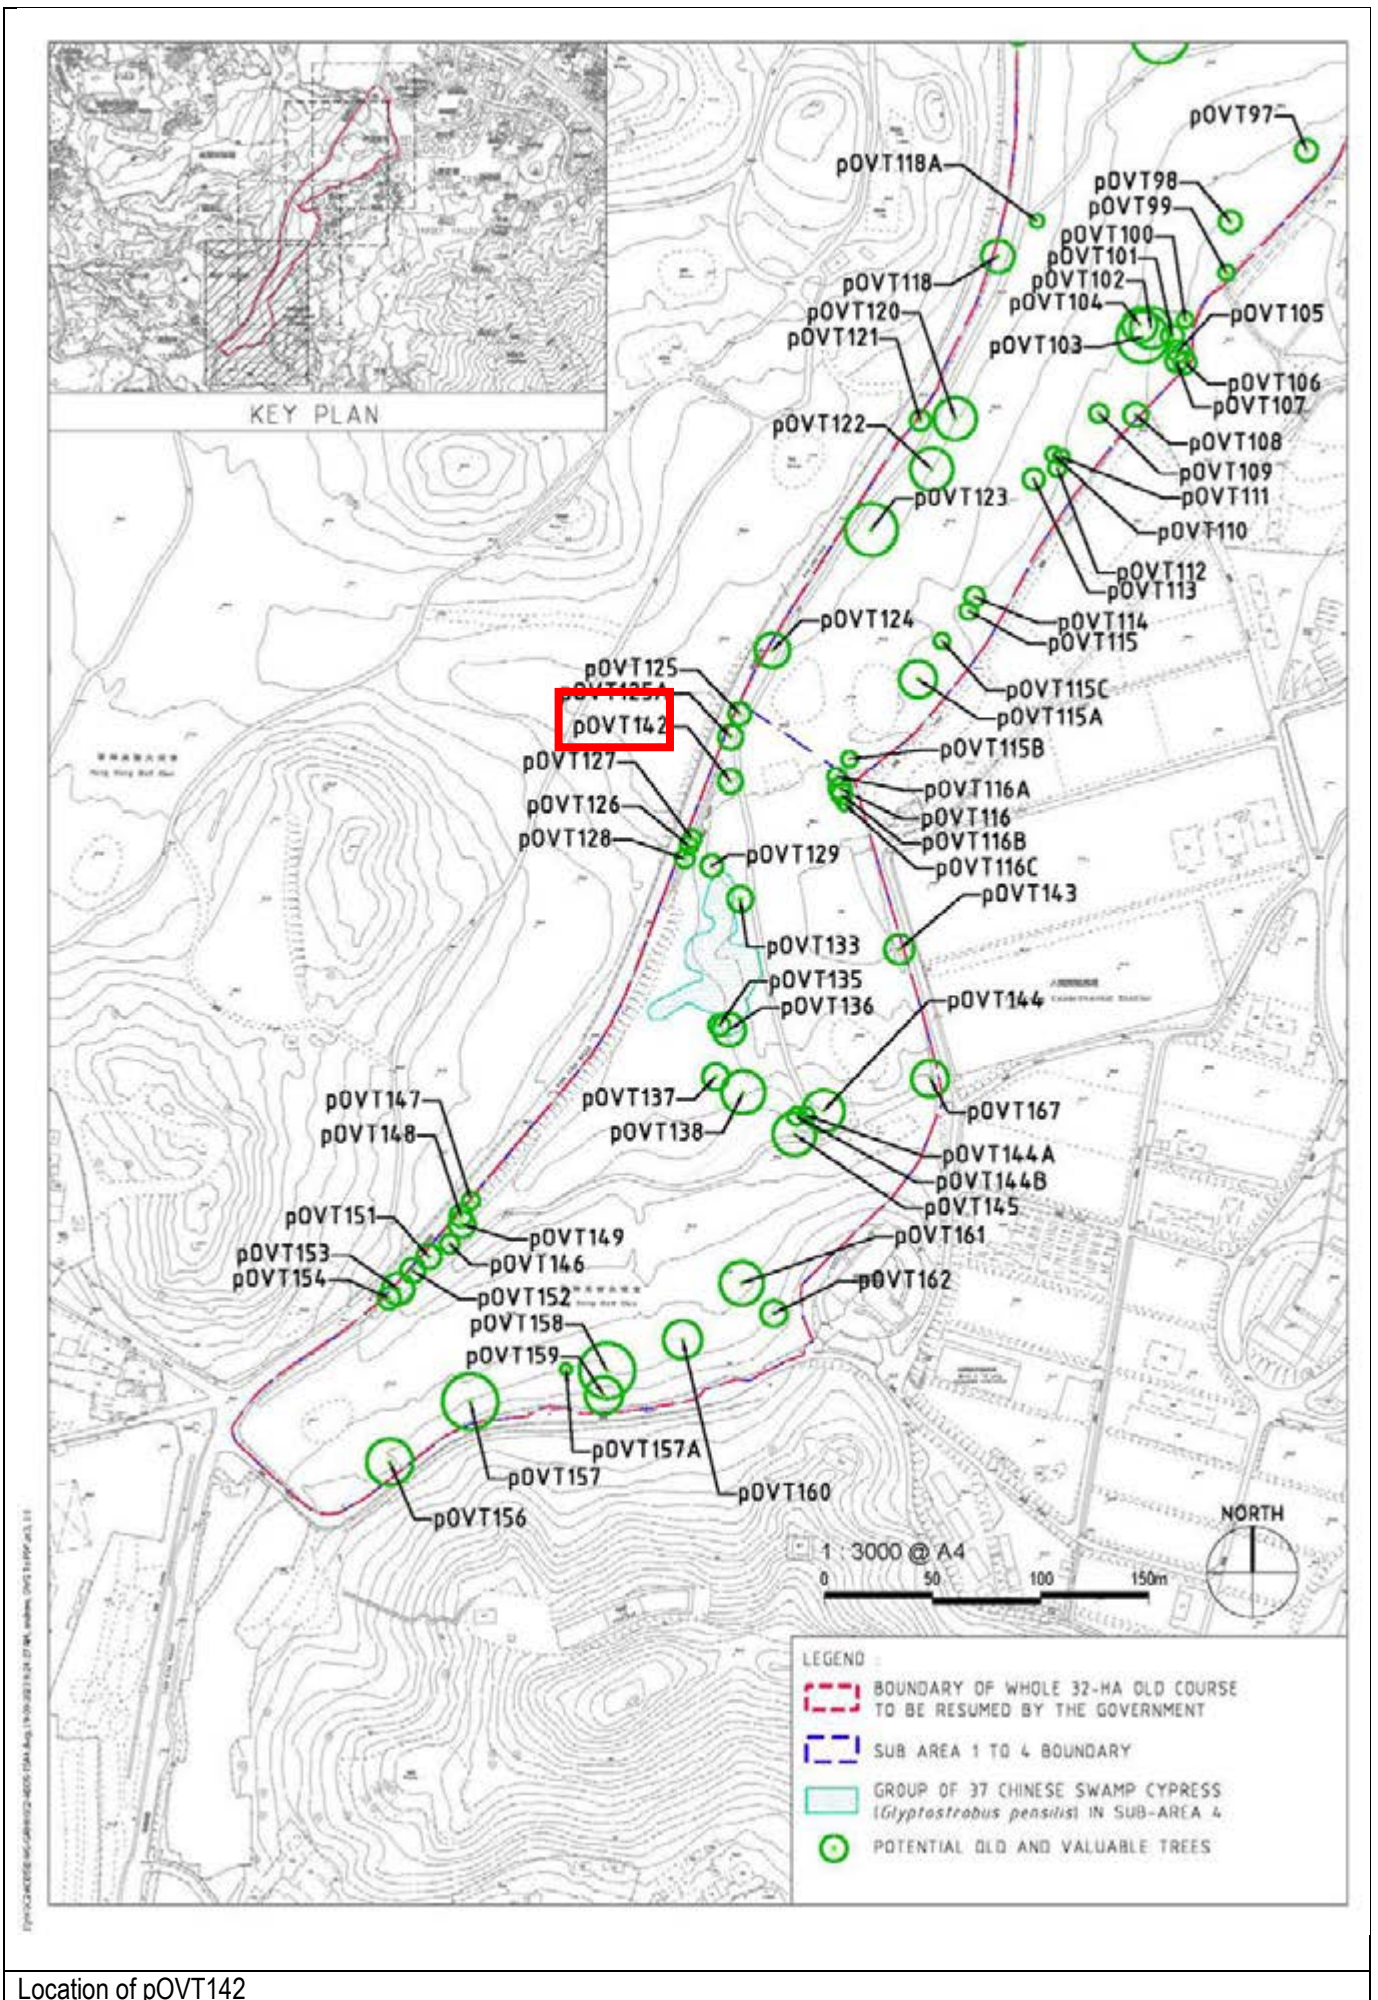 KEY PLAN
pOVT97
pOVT118A
pOVT98
pOVT99
pOVT100
pOVT101
pOVT102
pOVT104
pOVT103
pOVT105
pOVT106
pOVT107
pOVT108
pOVT109
pOVT111
pOVT110
pOVT112
pOVT113
pOVT118
pOVT120
pOVT121
pOVT122
pOVT123
pOVT114
pOVT115
pOVT124
pOVT115C
pOVT115A
pOVT125
pOVT125A
pOVT142
pOVT115B
pOVT127
pOVT116A
pOVT126
pOVT116
pOVT128
pOVT116B
pOVT129
pOVT116C
pOVT143
pOVT133
pOVT135
pOVT136
pOVT144
Experimental Station
pOVT137
pOVT138
pOVT167
pOVT147
pOVT148
pOVT144A
pOVT144B
pOVT145
pOVT151
pOVT149
pOVT161
pOVT153
pOVT146
pOVT154
pOVT152
pOVT162
pOVT158
pOVT159
pOVT157A
pOVT157
pOVT160
pOVT156
NORTH
1 : 3000 @ A4
0 50 100 150m
LEGEND :
BOUNDARY OF WHOLE 32-HA OLD COURSE
TO BE RESUMED BY THE GOVERNMENT
SUB AREA 1 TO 4 BOUNDARY
GROUP OF 37 CHINESE SWAMP CYPRESS
(Glyptostrobus pensilis) IN SUB-AREA 4
POTENTIAL OLD AND VALUABLE TREES
Location of pOVT142